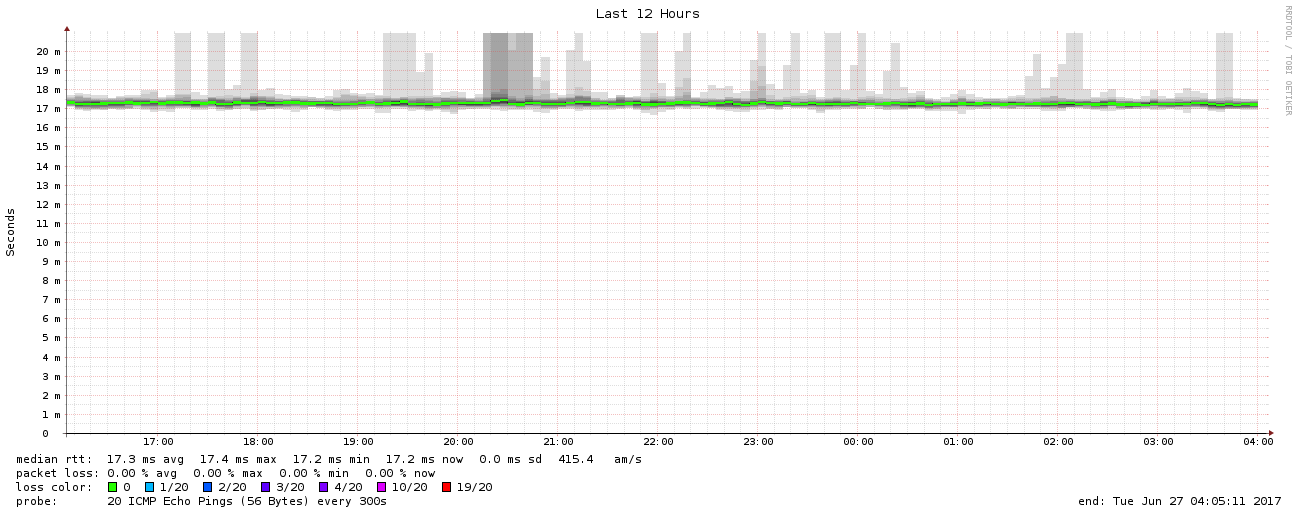 Last 12 Hours
RRDTOOL / TOBI OETIKER
Seconds
20 m
19 m
18 m
17 m
16 m
15 m
14 m
13 m
12 m
11 m
10 m
9 m
8 m
7 m
6 m
5 m
4 m
3 m
2 m
1 m
0
17:00 18:00 19:00 20:00 21:00 22:00 23:00 00:00 01:00 02:00 03:00 04:00
median rtt: 17.3 ms avg 17.4 ms max 17.2 ms min 17.2 ms now 0.0 ms sd 415.4 am/s
packet loss: 0.00 % avg 0.00 % max 0.00 % min 0.00 % now
loss color: 0 1/20 2/20 3/20 4/20 10/20 19/20
probe: 20 ICMP Echo Pings (56 Bytes) every 300s end: Tue Jun 27 04:05:11 2017